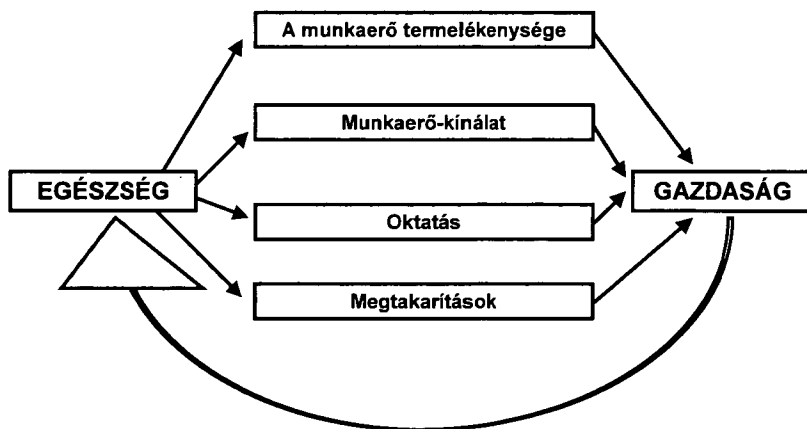 A munkaerő termelékenysége
Munkaerő-kínálat
EGÉSZSÉG
GAZDASÁG
Oktatás
Megtakarítások